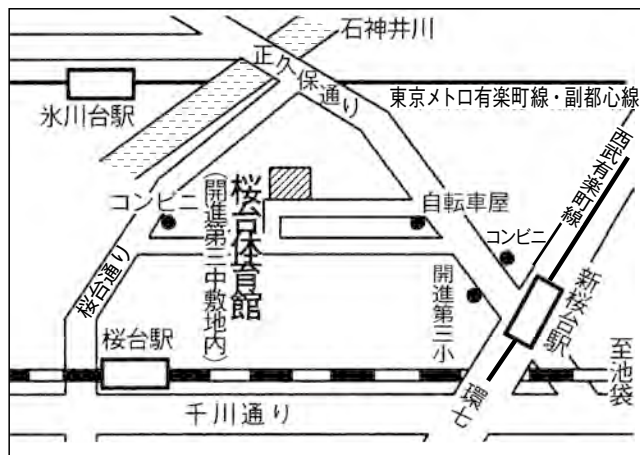 石神井川
正久保通り
東京メトロ有楽町線・副都心線
氷川台駅
西武有楽町線
コンビニ
桜台体育館
(開進第三中敷地内)
自転車屋
コンビニ
桜台通り
開進第三小
新桜台駅
桜台駅
至池袋
環七
千川通り